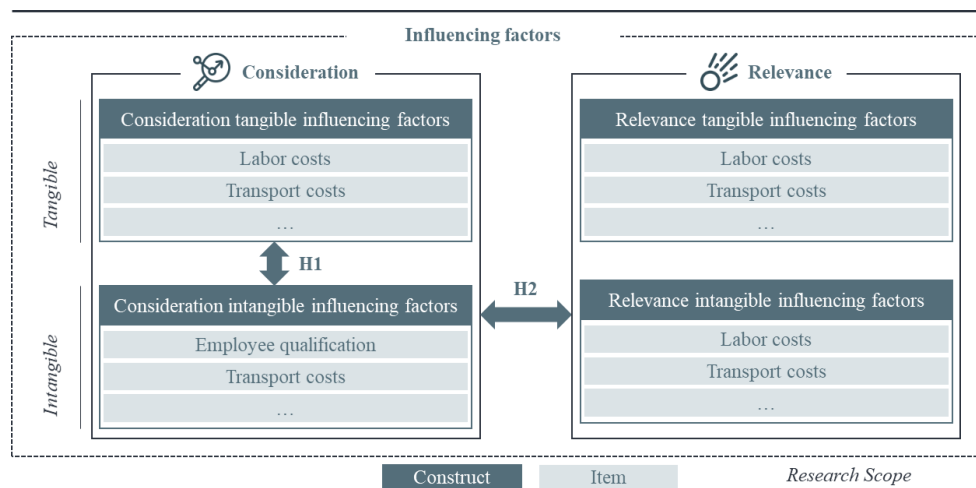 Influencing factors
Consideration
Relevance
Tangible
Consideration tangible influencing factors
Labor costs
Transport costs
…
Relevance tangible influencing factors
Labor costs
Transport costs
…
H1
H2
Intangible
Consideration intangible influencing factors
Employee qualification
Transport costs
…
Relevance intangible influencing factors
Labor costs
Transport costs
…
Construct
Item
Research Scope